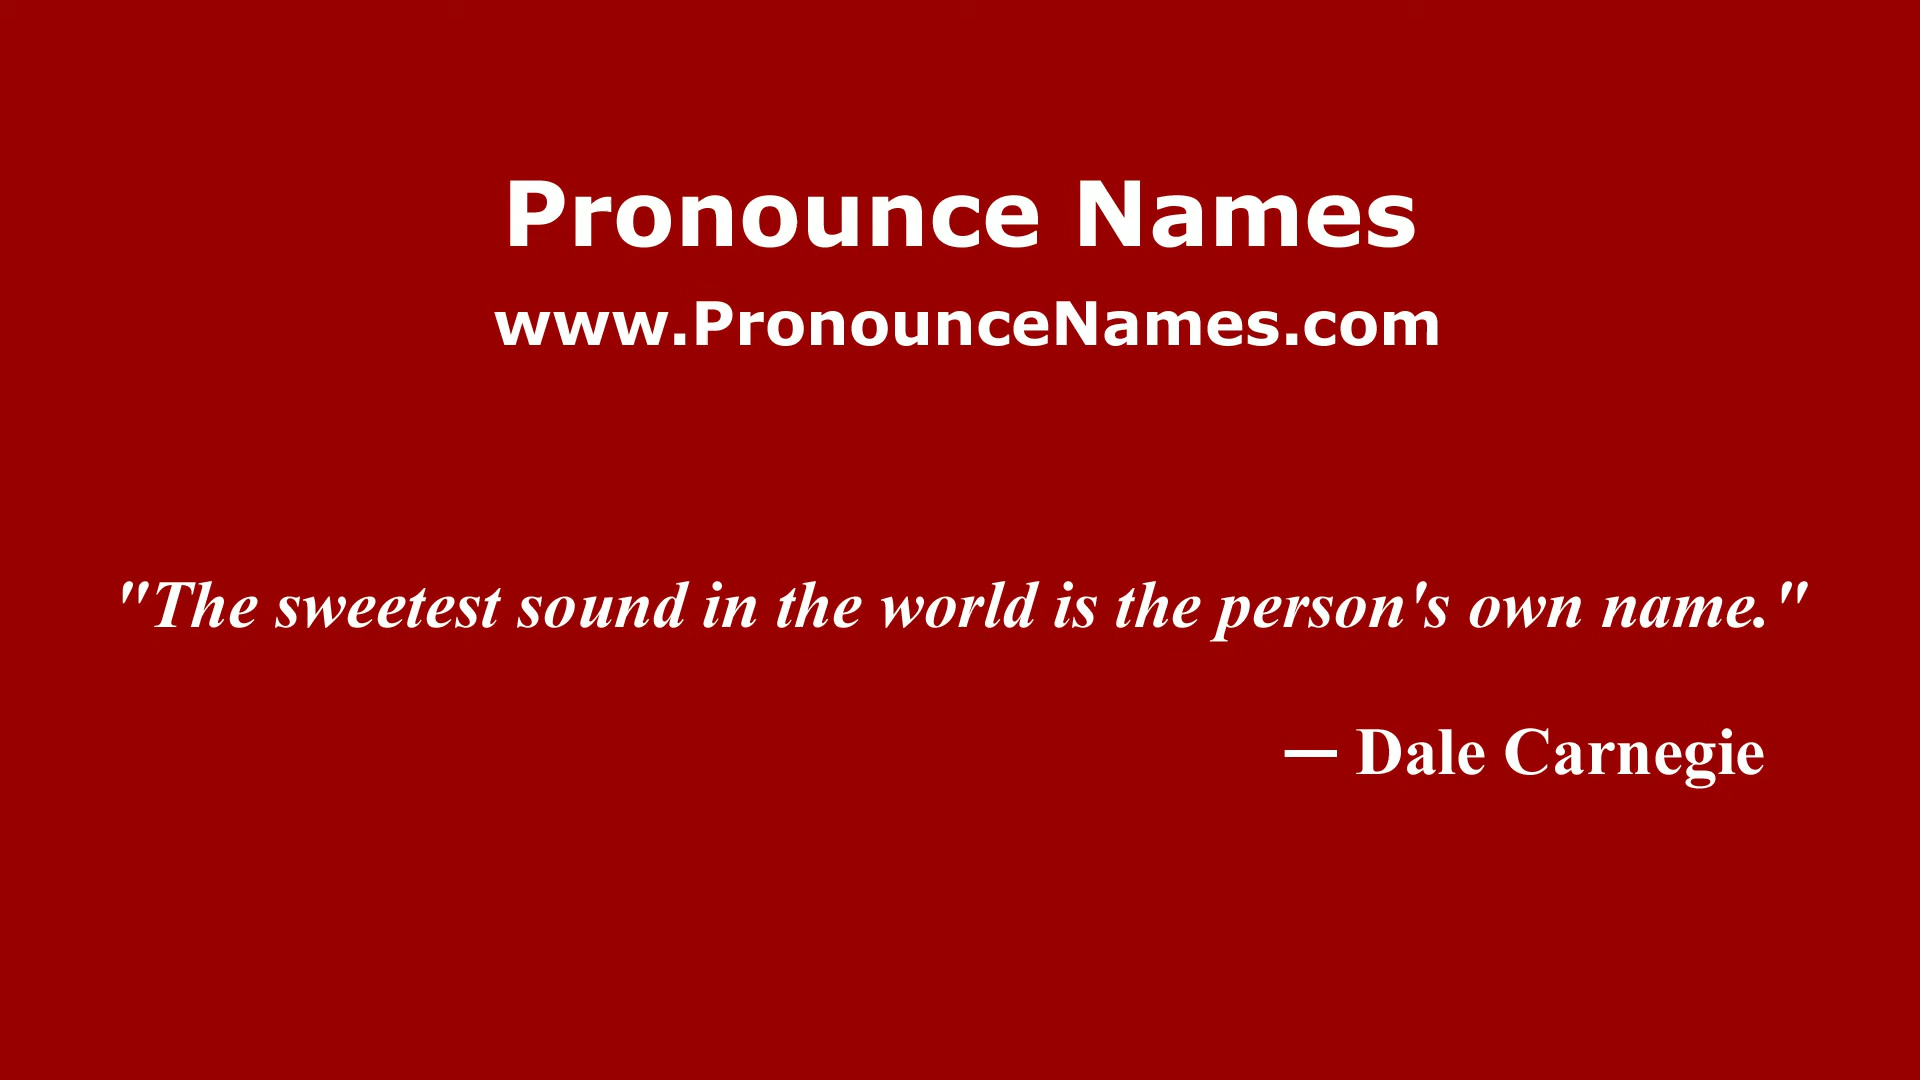 Pronounce Names
www.PronounceNames.com
"The sweetest sound in the world is the person's own name."
— Dale Carnegie